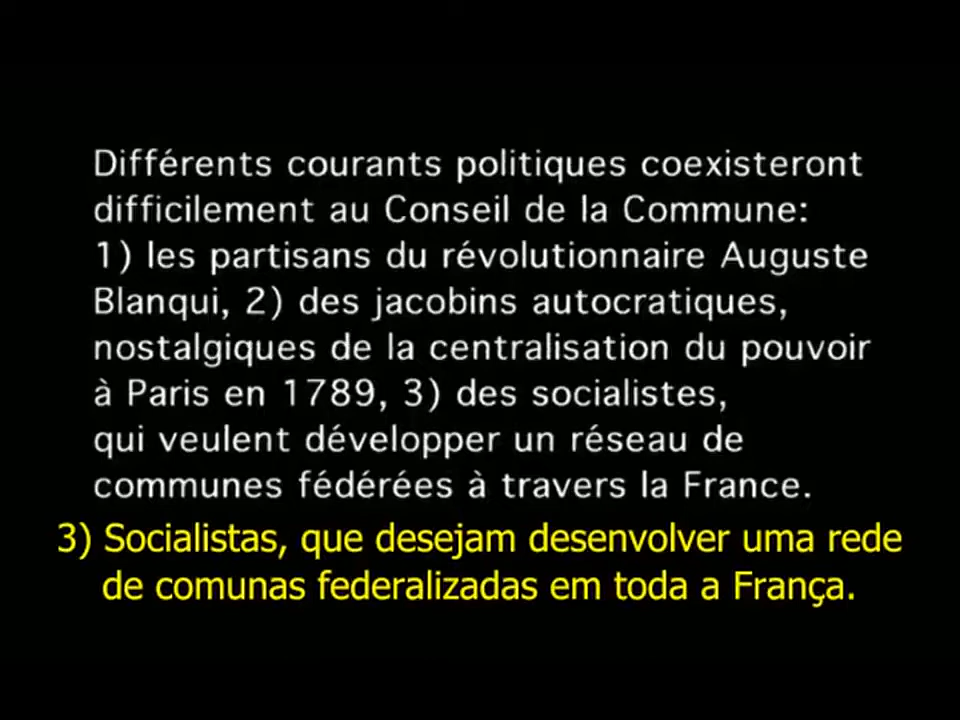 Différents courants politiques coexisteront
difficilement au Conseil de la Commune:
1) les partisans du révolutionnaire Auguste
Blanqui, 2) des jacobins autocratiques,
nostalgiques de la centralisation du pouvoir
à Paris en 1789, 3) des socialistes,
qui veulent développer un réseau de
communes fédérées à travers la France.
3) Socialistas, que desejam desenvolver uma rede
de comunas federalizadas em toda a França.